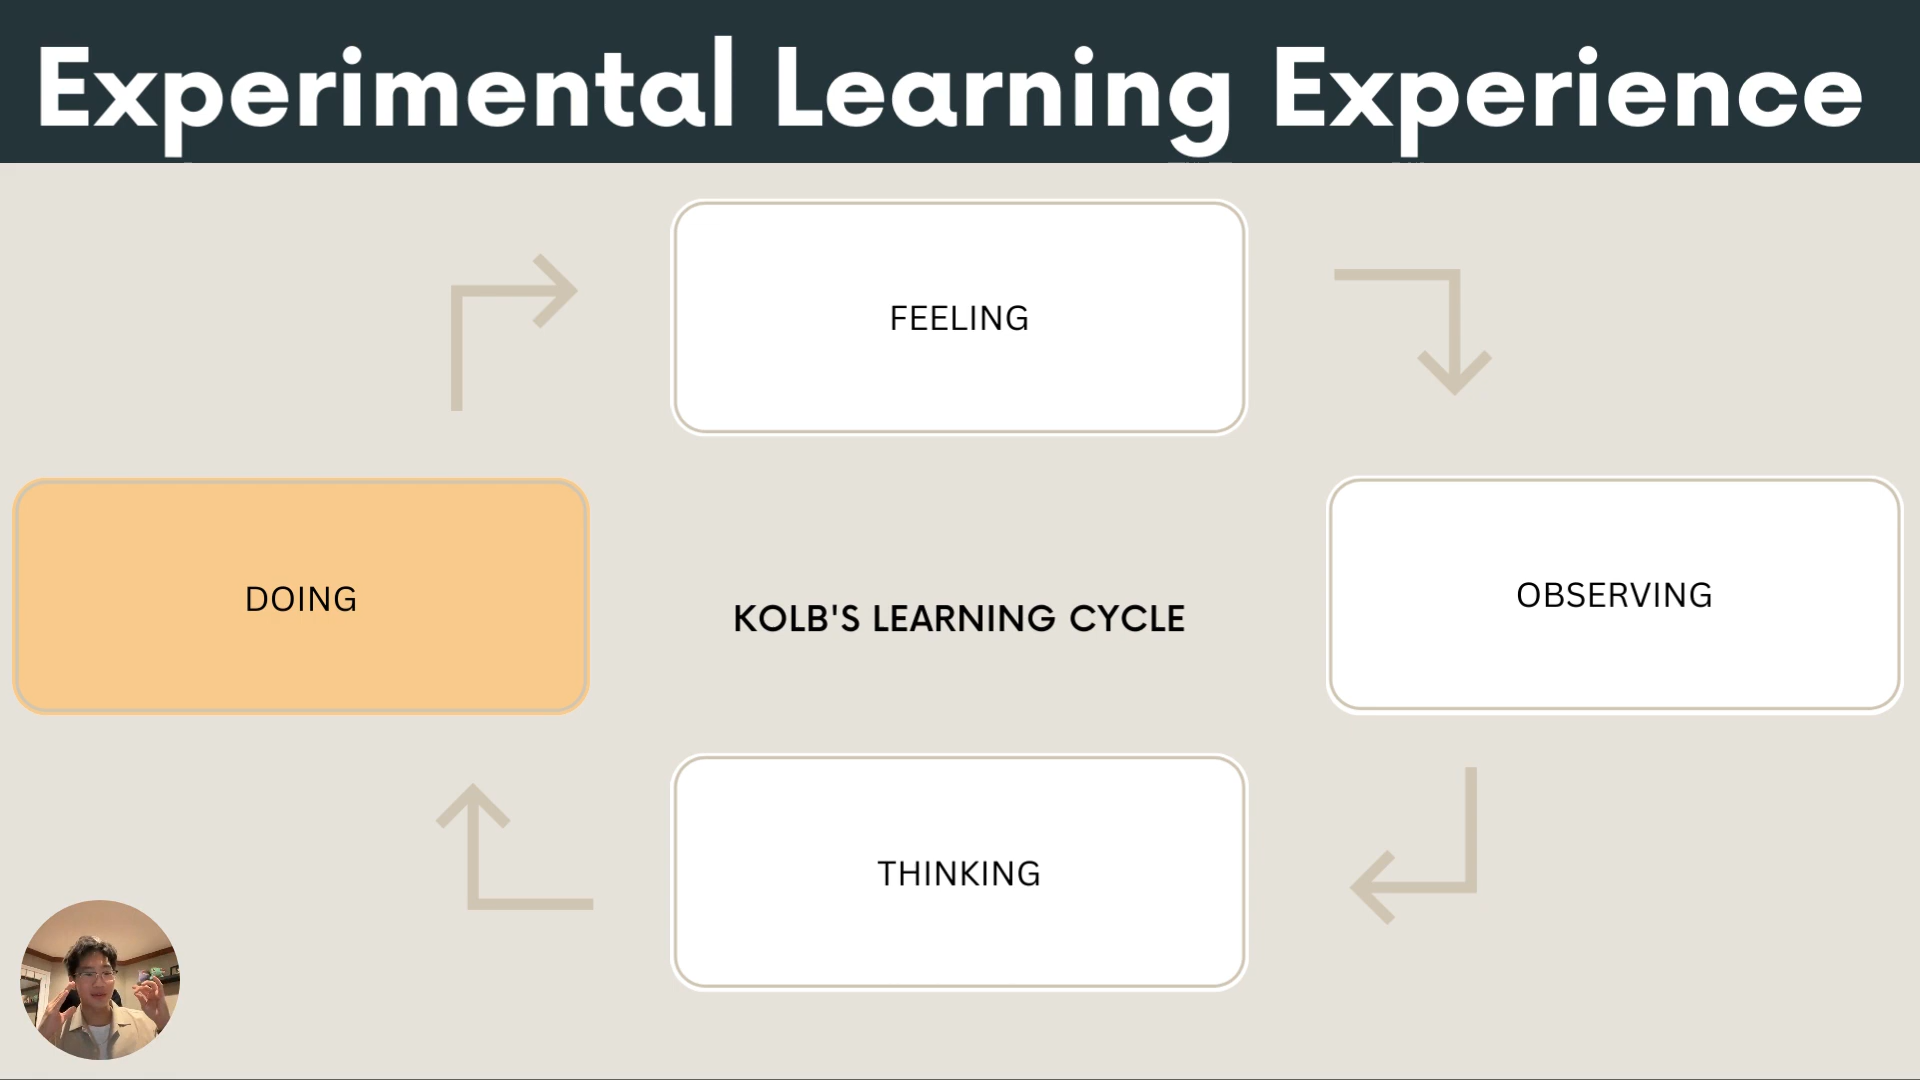 Experimental Learning Experience
FEELING
DOING
KOLB'S LEARNING CYCLE
OBSERVING
THINKING